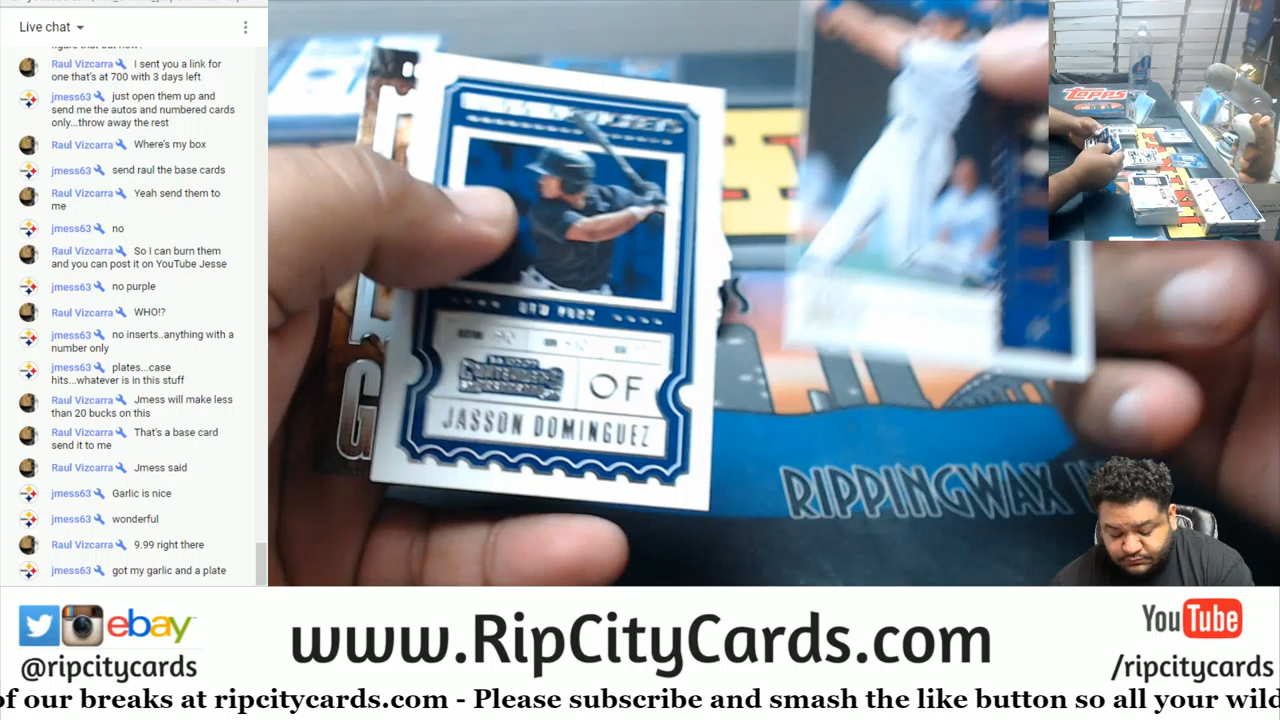 Live chat
Raul Vizcarra I sent you a link for
one that's at 700 with 3 days left
jmess63 just open them up and
send me the autos and numbered cards
only...throw away the rest
Raul Vizcarra Where's my box
jmess63 send raul the base cards
Raul Vizcarra Yeah send them to
me
jmess63 no
Raul Vizcarra So I can burn them
and you can post it on YouTube Jesse
jmess63 no purple
Raul Vizcarra WHO!?
jmess63 no inserts..anything with a
number only
jmess63 plates...case
hits...whatever is in this stuff
Raul Vizcarra Jmess will make less
than 20 bucks on this
Raul Vizcarra That's a base card
send it to me
Raul Vizcarra Jmess said
jmess63 Garlic is nice
jmess63 wonderful
Raul Vizcarra 9.99 right there
jmess63 got my garlic and a plate
NEW YORK
CONTENDERS
OF
JASSON DOMINGUEZ
G
Topps
RIPPINGWAX
ebay
@ripcitycards
www.RipCityCards.com
YouTube
/ripcitycards
of our breaks at ripcitycards.com - Please subscribe and smash the like button so all your wild